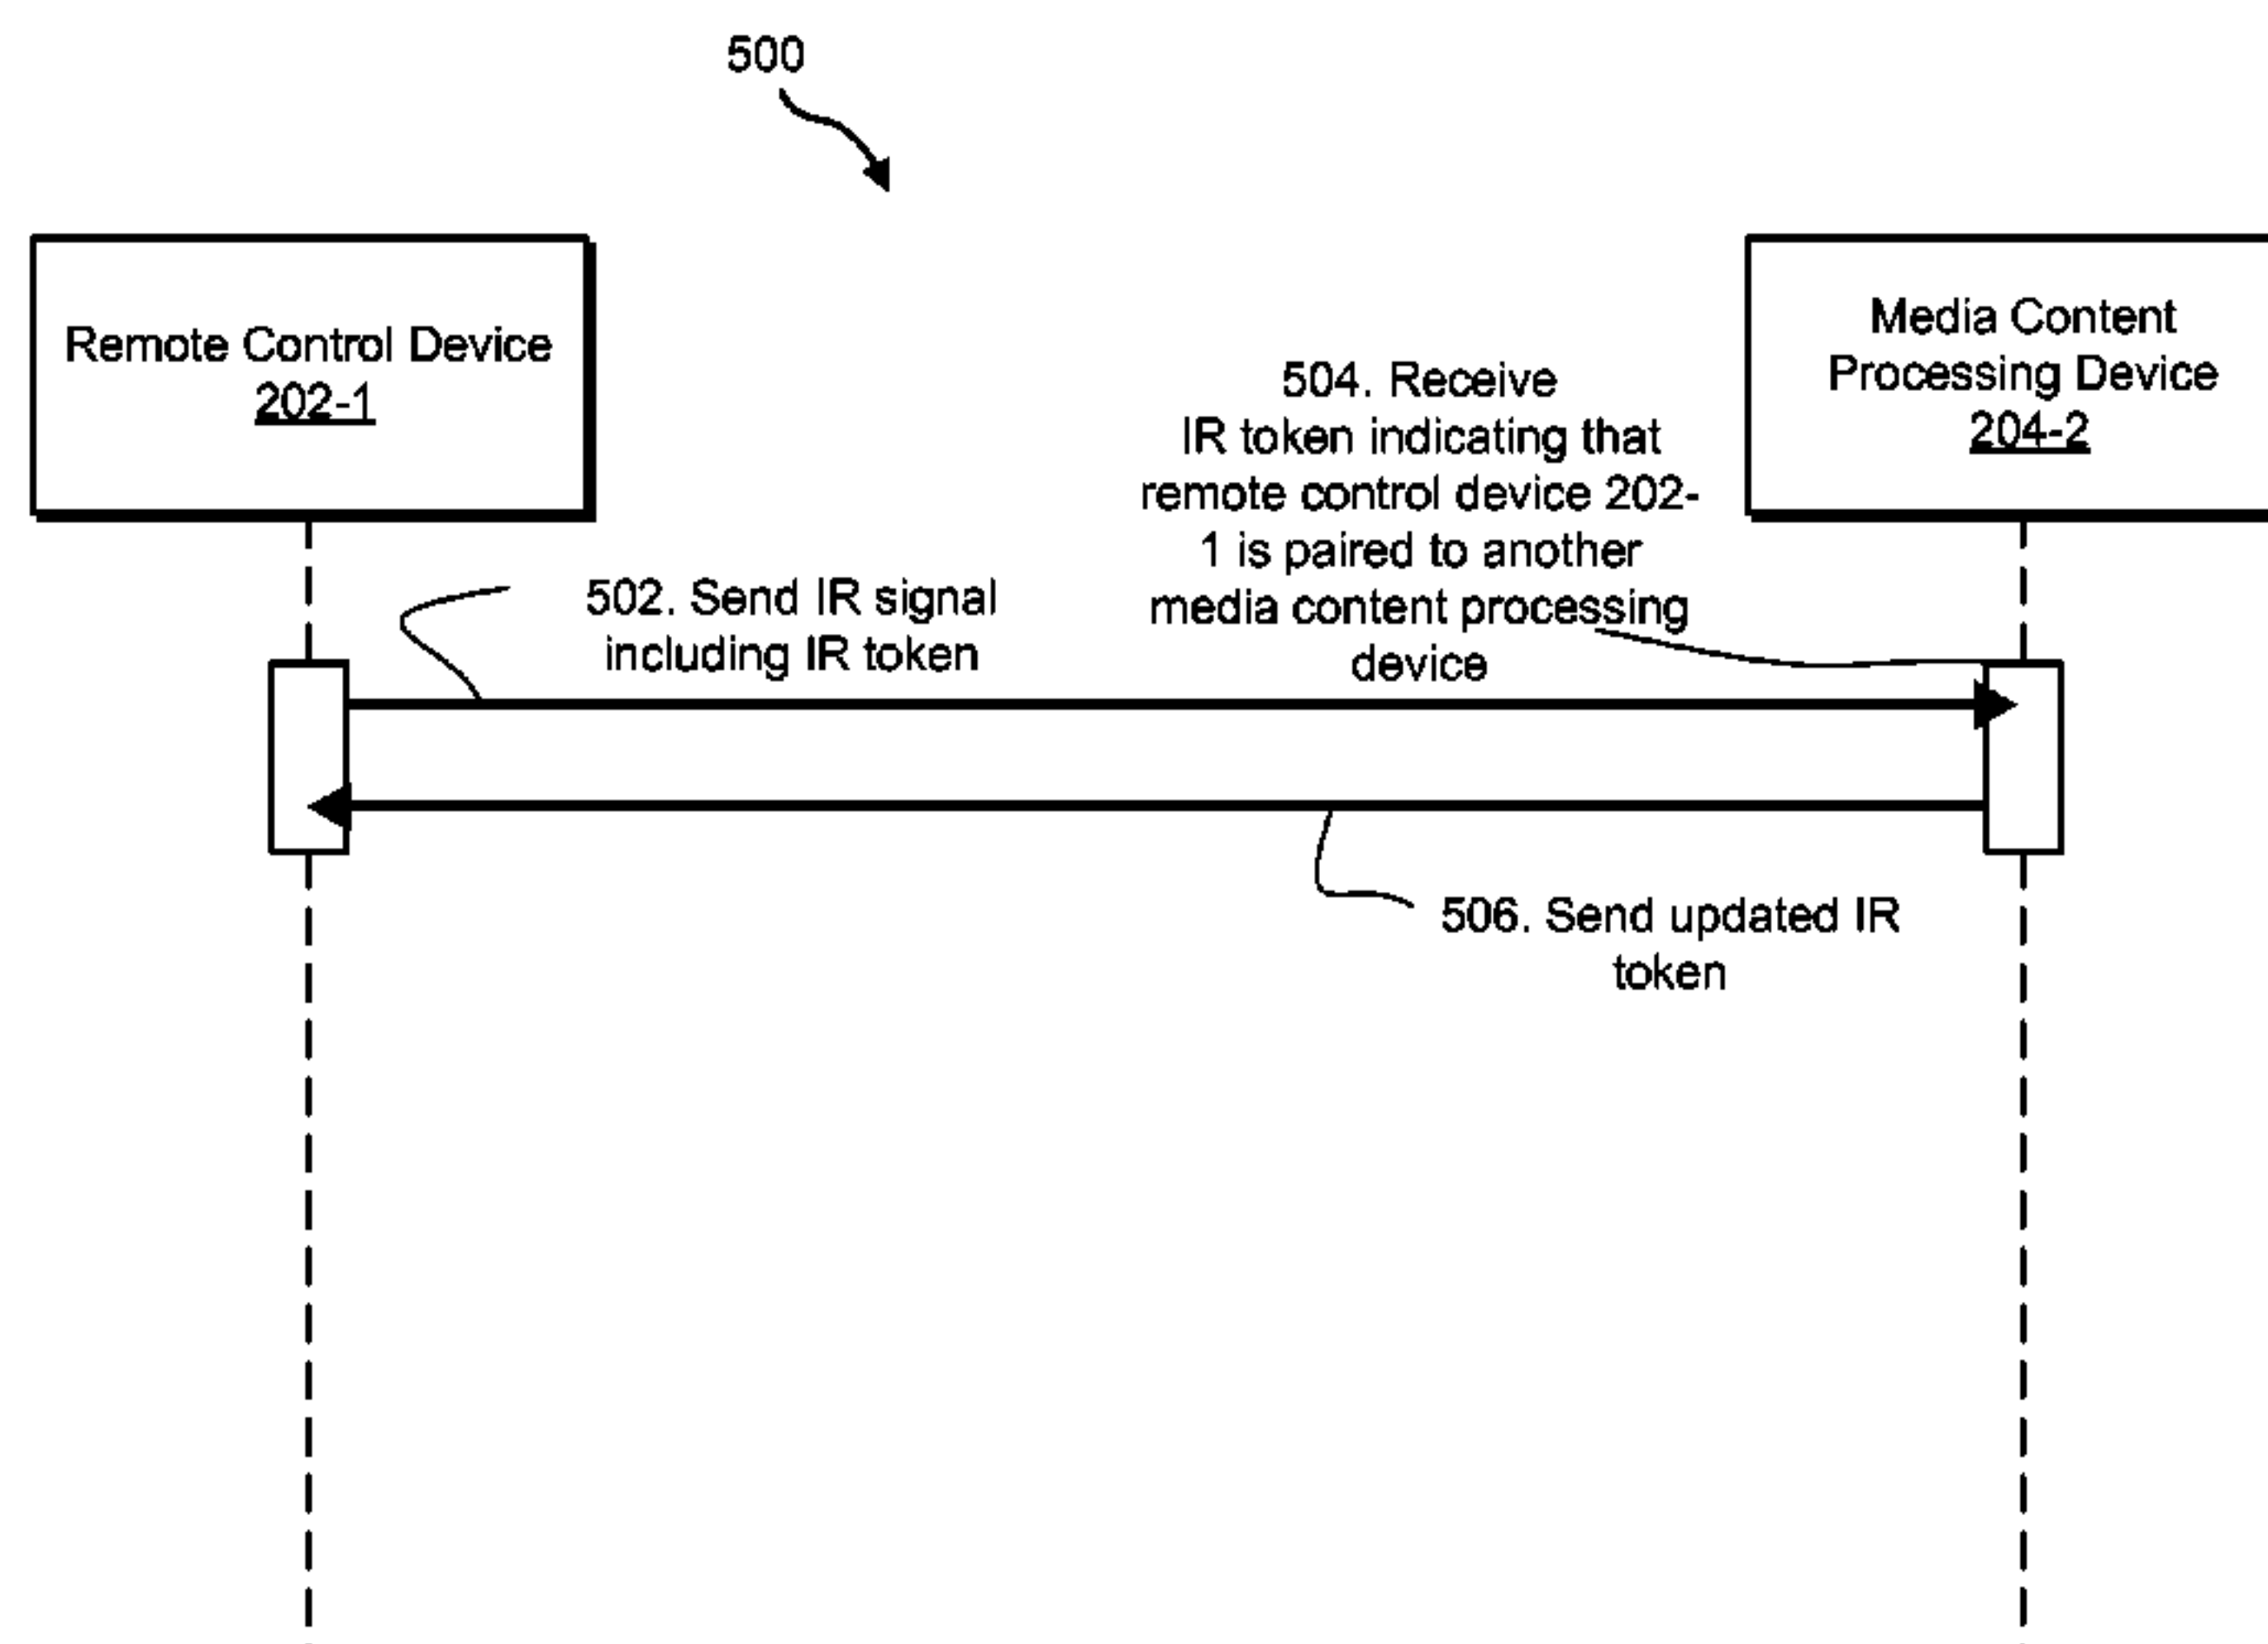 500
Remote Control Device
202-1
Media Content
Processing Device
204-2
504. Receive
IR token indicating that
remote control device 202-
1 is paired to another
media content processing
device
502. Send IR signal
including IR token
506. Send updated IR
token